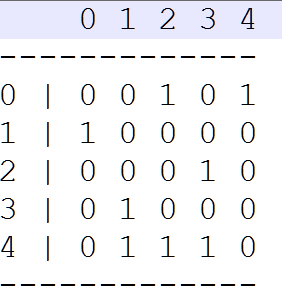 0 1 2 3 4
-------------
0 | 0 0 1 0 1
1 | 1 0 0 0 0
2 | 0 0 0 1 0
3 | 0 1 0 0 0
4 | 0 1 1 1 0
-------------